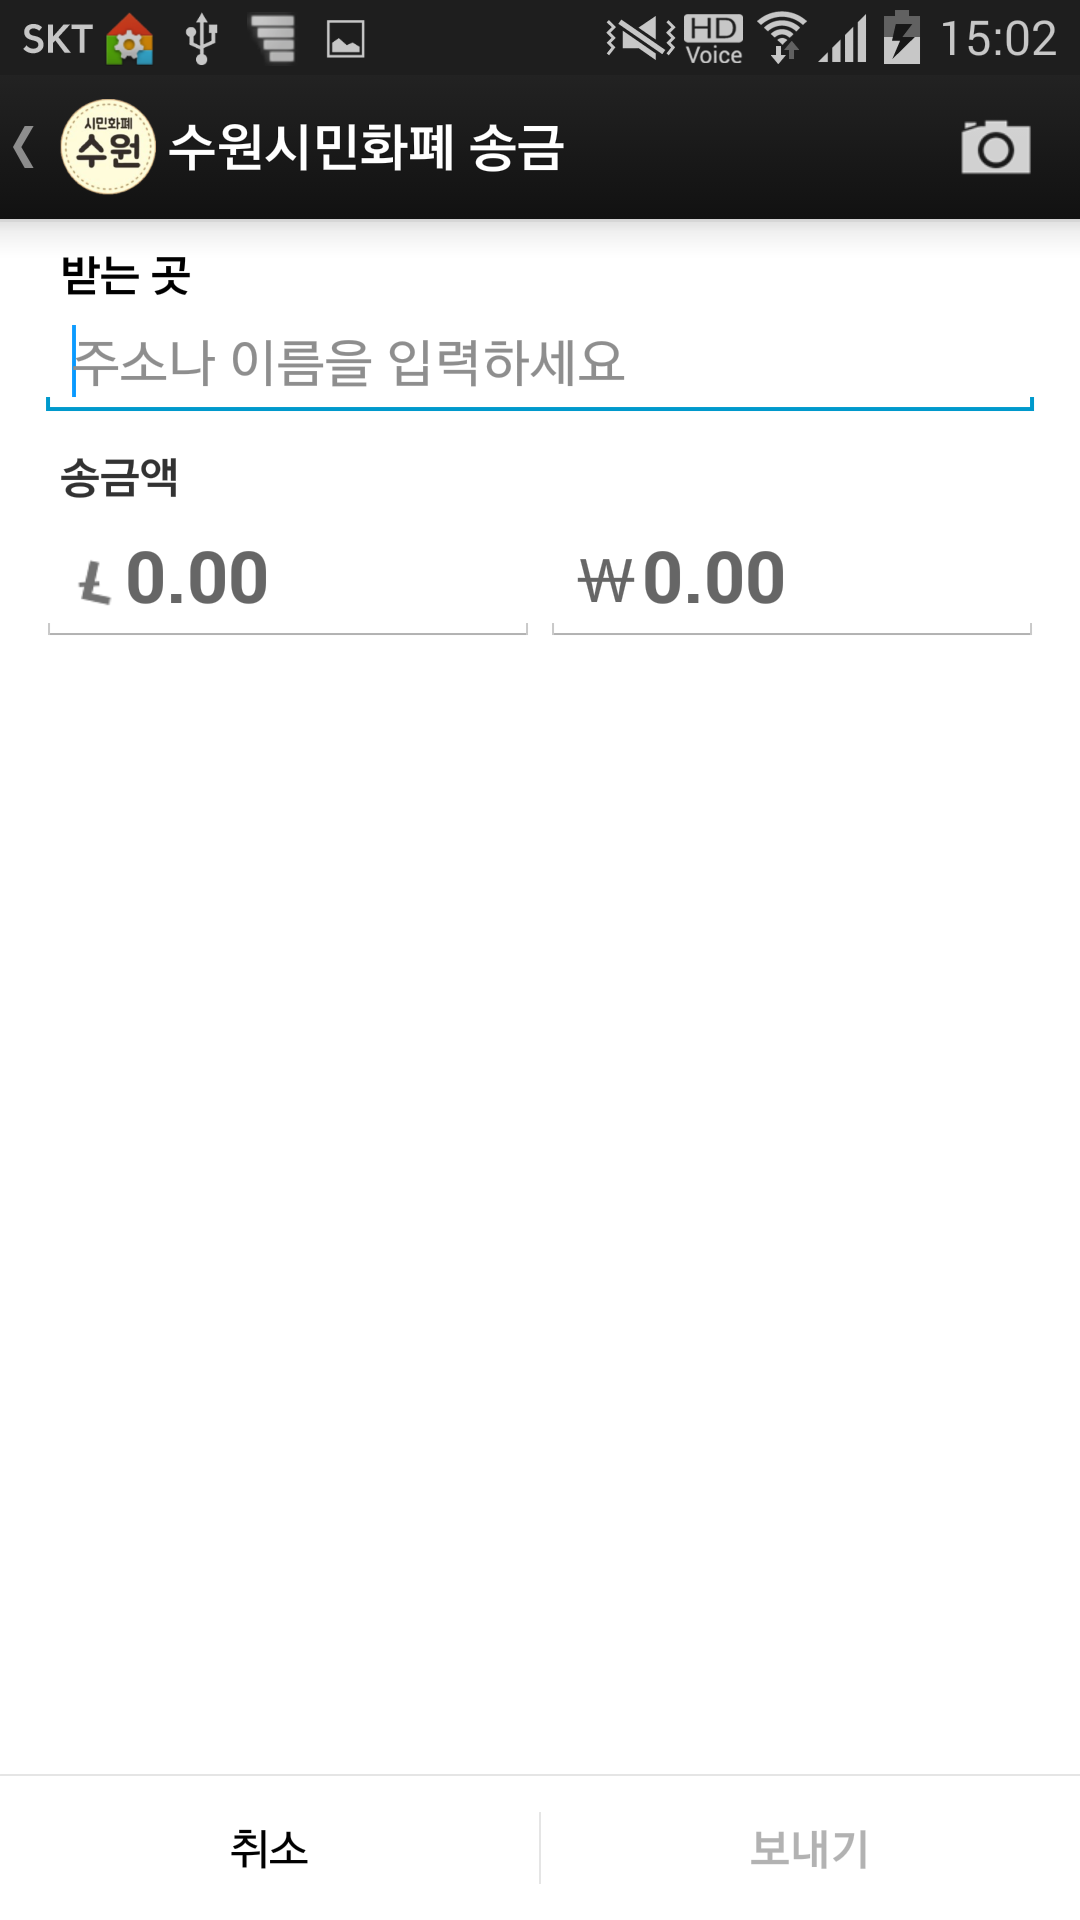 SKT HD Voice 15:02
시민화폐
수원
수원시민화폐 송금
받는 곳
주소나 이름을 입력하세요
송금액
Ł 0.00 ₩0.00
취소 보내기